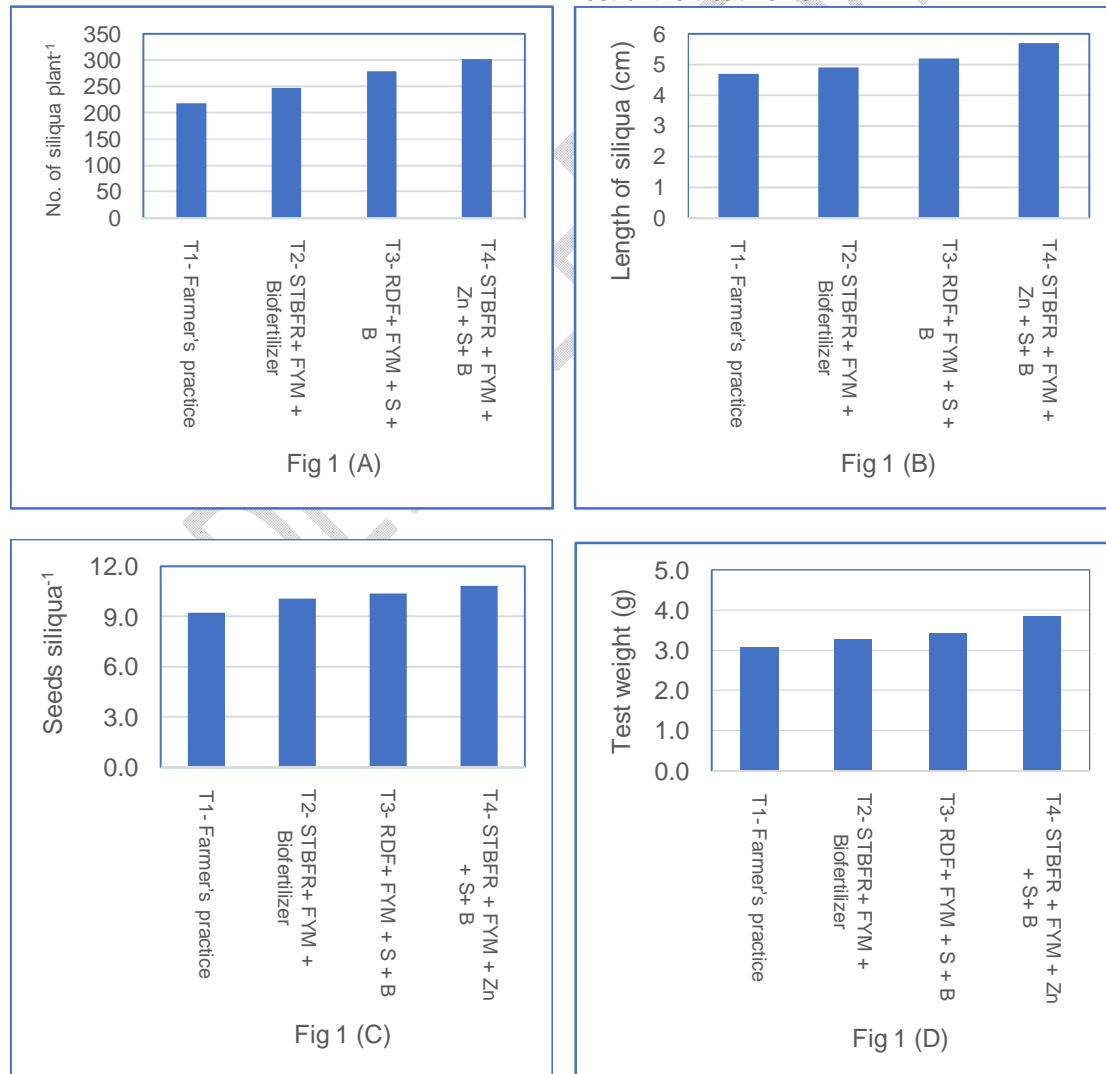 No. of siliqua plant⁻¹
350
300
250
200
150
100
50
0
T1- Farmer's practice
T2- STBFR+ FYM +
Biofertilizer
T3- RDF+ FYM + S +
B
T4- STBFR + FYM +
Zn + S+ B
Fig 1 (A)
Length of siliqua (cm)
6
5
4
3
2
1
0
T1- Farmer's practice
T2- STBFR+ FYM +
Biofertilizer
T3- RDF+ FYM + S +
B
T4- STBFR + FYM +
Zn + S+ B
Fig 1 (B)
Seeds siliqua⁻¹
12.0
9.0
6.0
3.0
0.0
T1- Farmer's practice
T2- STBFR+ FYM +
Biofertilizer
T3- RDF+ FYM + S + B
T4- STBFR + FYM + Zn
+ S+ B
Fig 1 (C)
Test weight (g)
5.0
4.0
3.0
2.0
1.0
0.0
T1- Farmer's practice
T2- STBFR+ FYM +
Biofertilizer
T3- RDF+ FYM + S + B
T4- STBFR + FYM + Zn
+ S+ B
Fig 1 (D)